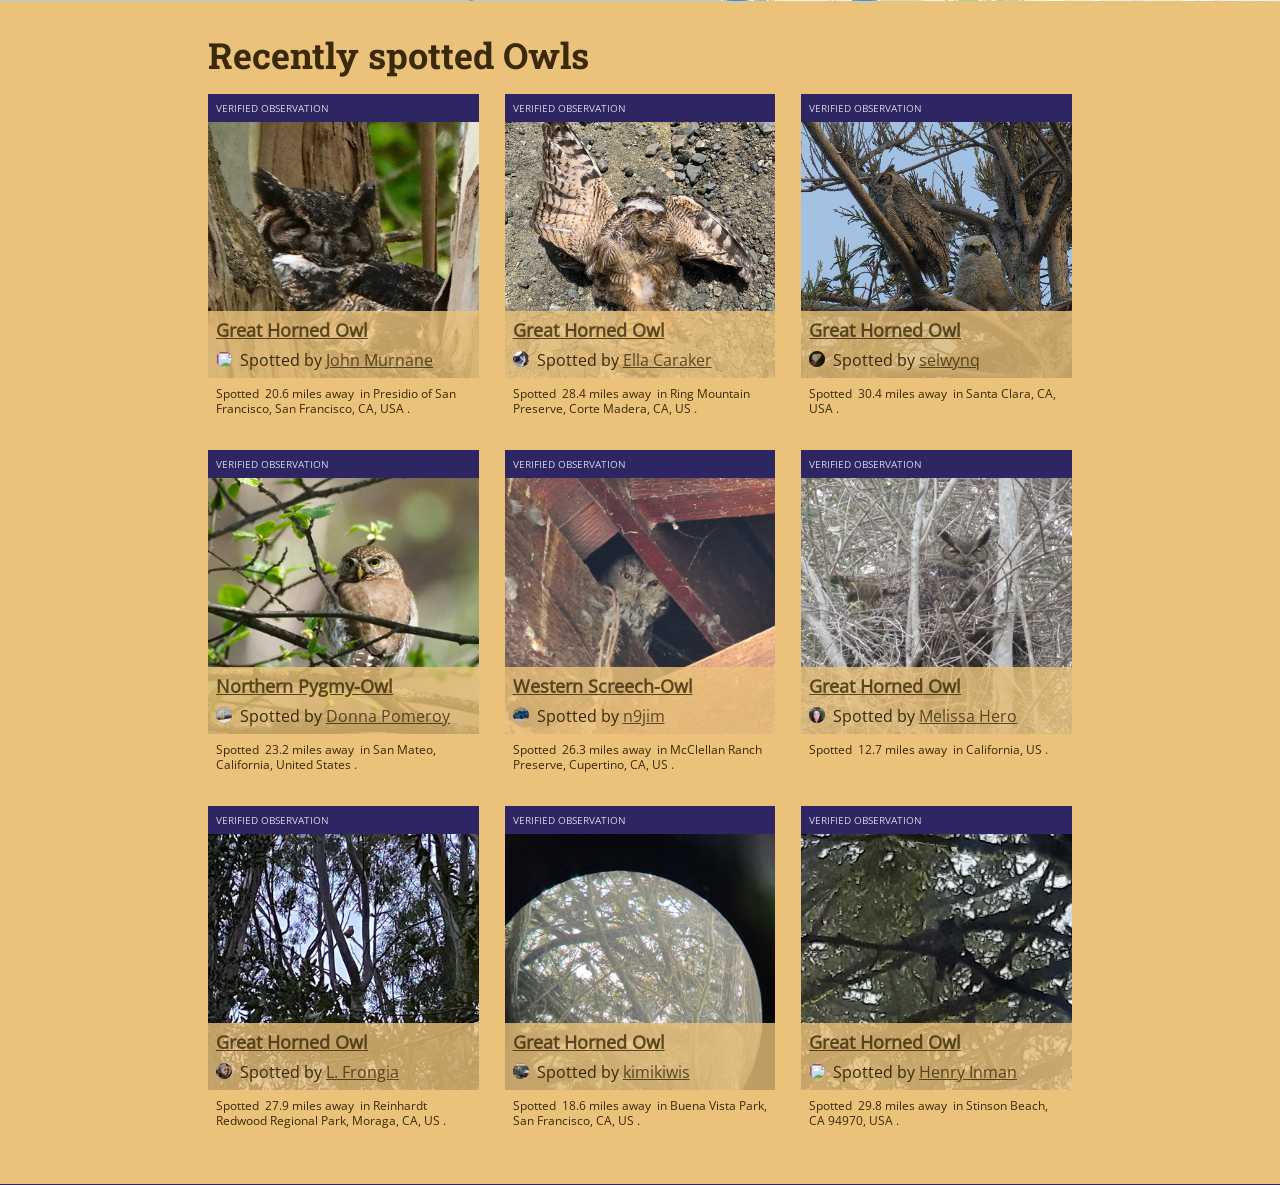 Recently spotted Owls
VERIFIED OBSERVATION
Great Horned Owl
Spotted by John Murnane
Spotted 20.6 miles away in Presidio of San
Francisco, San Francisco, CA, USA .
VERIFIED OBSERVATION
Great Horned Owl
Spotted by Ella Caraker
Spotted 28.4 miles away in Ring Mountain
Preserve, Corte Madera, CA, US .
VERIFIED OBSERVATION
Great Horned Owl
Spotted by selwynq
Spotted 30.4 miles away in Santa Clara, CA,
USA .
VERIFIED OBSERVATION
Northern Pygmy-Owl
Spotted by Donna Pomeroy
Spotted 23.2 miles away in San Mateo,
California, United States .
VERIFIED OBSERVATION
Western Screech-Owl
Spotted by n9jim
Spotted 26.3 miles away in McClellan Ranch
Preserve, Cupertino, CA, US .
VERIFIED OBSERVATION
Great Horned Owl
Spotted by Melissa Hero
Spotted 12.7 miles away in California, US .
VERIFIED OBSERVATION
Great Horned Owl
Spotted by L. Frongia
Spotted 27.9 miles away in Reinhardt
Redwood Regional Park, Moraga, CA, US .
VERIFIED OBSERVATION
Great Horned Owl
Spotted by kimikiwis
Spotted 18.6 miles away in Buena Vista Park,
San Francisco, CA, US .
VERIFIED OBSERVATION
Great Horned Owl
Spotted by Henry Inman
Spotted 29.8 miles away in Stinson Beach,
CA 94970, USA .